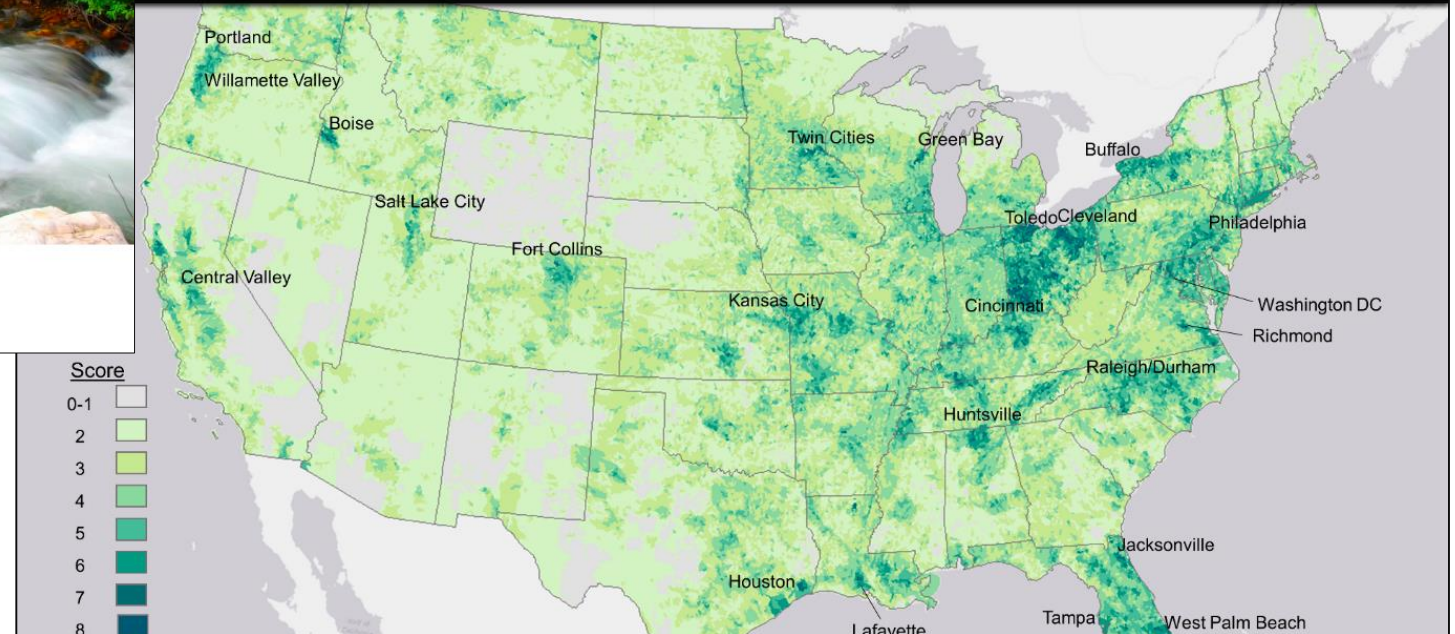 Portland
Willamette Valley
Boise
Twin Cities
Green Bay
Buffalo
Salt Lake City
ToledoCleveland
Philadelphia
Fort Collins
Central Valley
Kansas City
Cincinnati
Washington DC
Richmond
Raleigh/Durham
Huntsville
Jacksonville
Houston
Tampa
West Palm Beach
Lafayette
Score
0-1
2
3
4
5
6
7
8